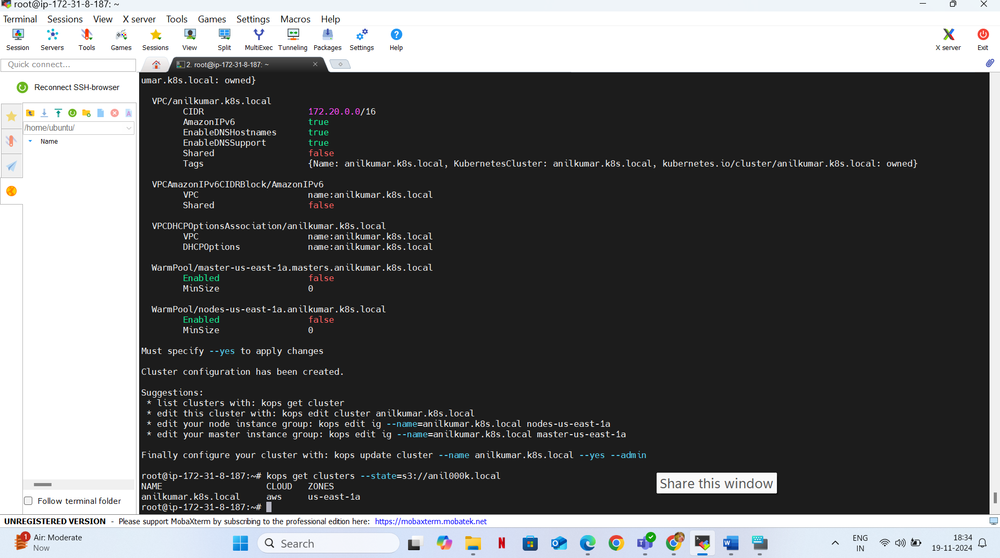 root@ip-172-31-8-187: ~
Terminal Sessions View X server Tools Games Settings Macros Help
Session Servers Tools Games Sessions View Split MultiExec Tunneling Packages Settings Help X server Exit
Quick connect...
2. root@ip-172-31-8-187: ~
Reconnect SSH-browser
/home/ubuntu/
Name
Follow terminal folder
umar.k8s.local: owned}
VPC/anilkumar.k8s.local
CIDR 172.20.0.0/16
AmazonIPv6 true
EnableDNSHostnames true
EnableDNSSupport true
Shared false
Tags {Name: anilkumar.k8s.local, KubernetesCluster: anilkumar.k8s.local, kubernetes.io/cluster/anilkumar.k8s.local: owned}
VPCAmazonIPv6CIDRBlock/AmazonIPv6
VPC name:anilkumar.k8s.local
Shared false
VPCDHCPOptionsAssociation/anilkumar.k8s.local
VPC name:anilkumar.k8s.local
DHCPOptions name:anilkumar.k8s.local
WarmPool/master-us-east-1a.masters.anilkumar.k8s.local
Enabled false
MinSize 0
WarmPool/nodes-us-east-1a.anilkumar.k8s.local
Enabled false
MinSize 0
Must specify --yes to apply changes
Cluster configuration has been created.
Suggestions:
* list clusters with: kops get cluster
* edit this cluster with: kops edit cluster anilkumar.k8s.local
* edit your node instance group: kops edit ig --name=anilkumar.k8s.local nodes-us-east-1a
* edit your master instance group: kops edit ig --name=anilkumar.k8s.local master-us-east-1a
Finally configure your cluster with: kops update cluster --name anilkumar.k8s.local --yes --admin
root@ip-172-31-8-187:~# kops get clusters --state=s3://anil000k.local
NAME CLOUD ZONES
anilkumar.k8s.local aws us-east-1a
root@ip-172-31-8-187:~#
Share this window
UNREGISTERED VERSION - Please support MobaXterm by subscribing to the professional edition here: https://mobaxterm.mobatek.net
1
Air: Moderate
Now
Search
ENG
IN
18:34
19-11-2024